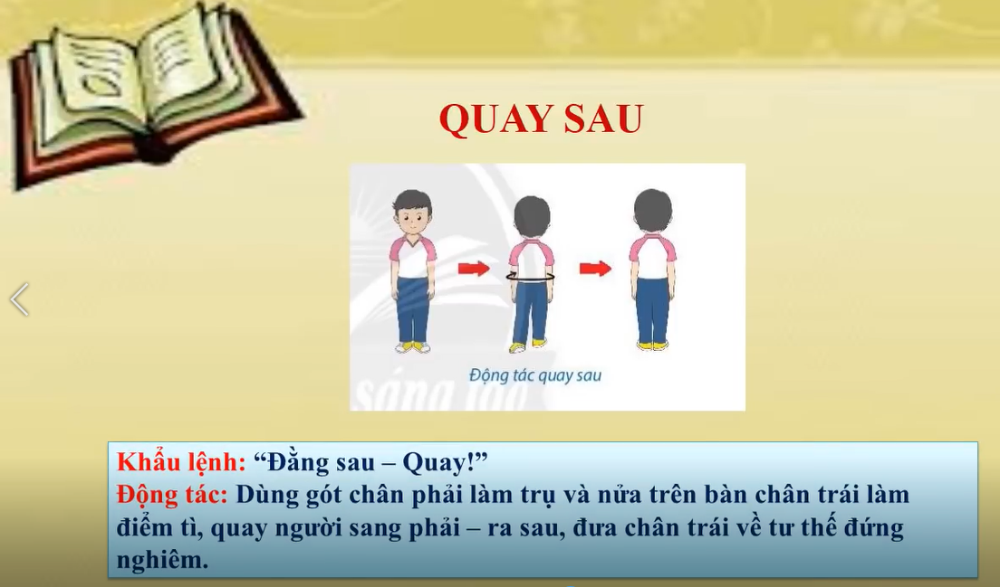 QUAY SAU
Động tác quay sau
sáng tạo
Khẩu lệnh: “Đằng sau – Quay!”
Động tác: Dùng gót chân phải làm trụ và nửa trên bàn chân trái làm
điểm tì, quay người sang phải – ra sau, đưa chân trái về tư thế đứng
nghiêm.